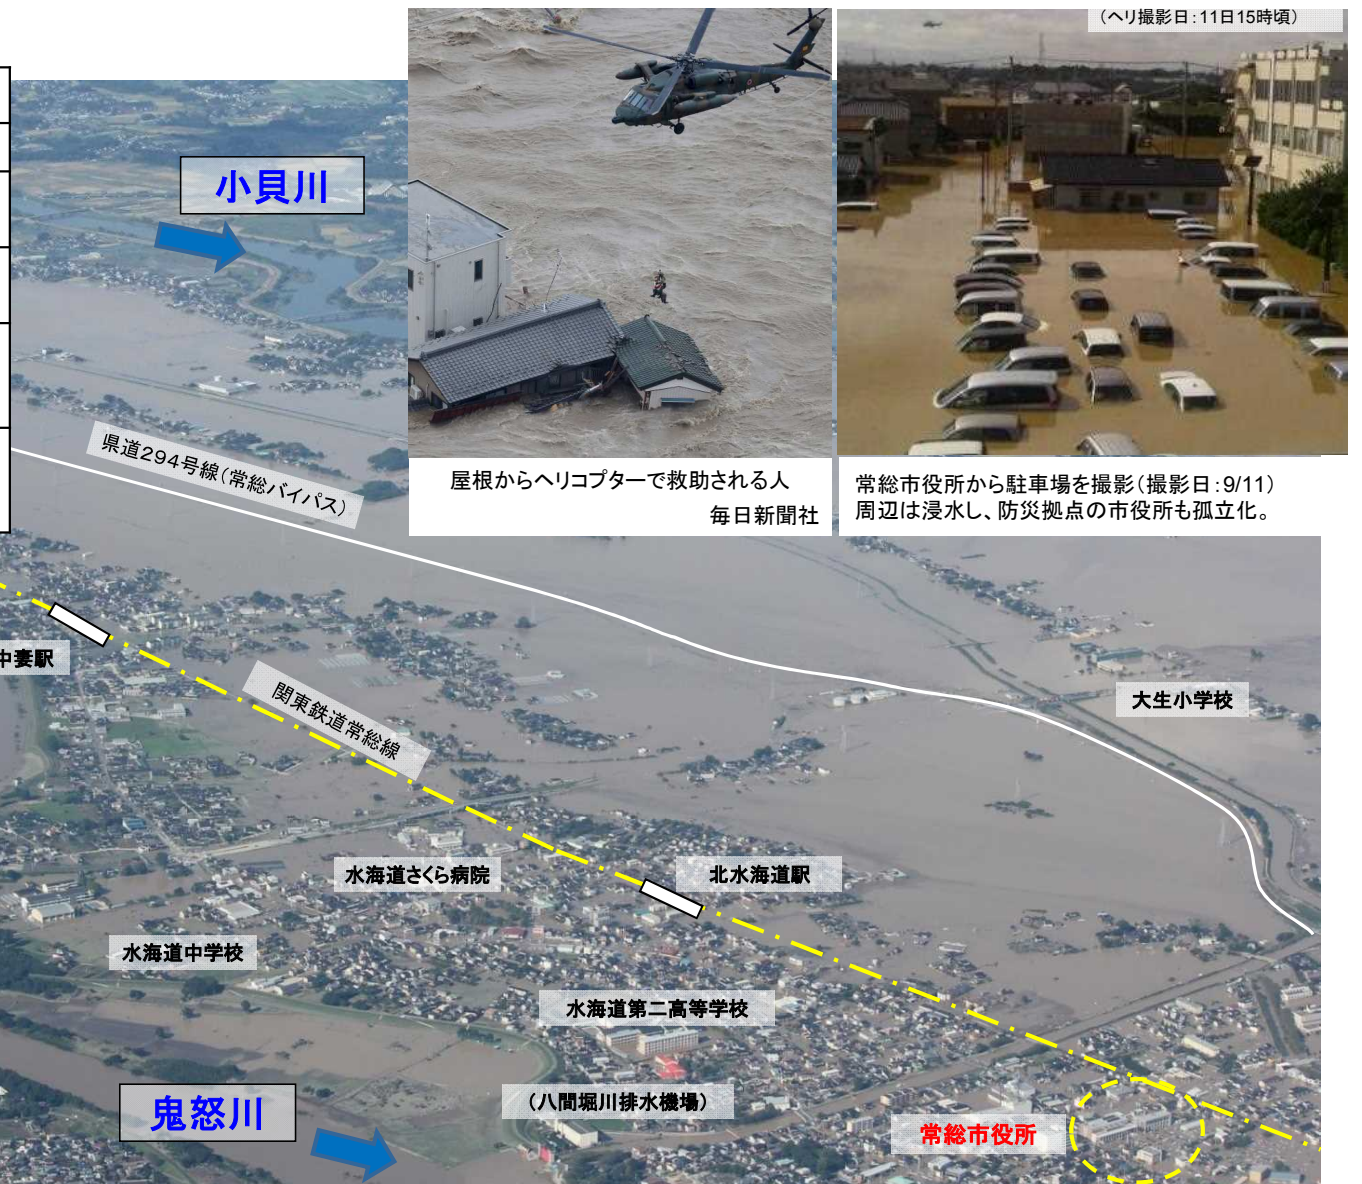 （ヘリ撮影日：11日15時頃）
小貝川
県道294号線（常総バイパス）
屋根からヘリコプターで救助される人
毎日新聞社
常総市役所から駐車場を撮影（撮影日：9/11）
周辺は浸水し、防災拠点の市役所も孤立化。
中妻駅
関東鉄道常総線
大生小学校
水海道さくら病院
北水海道駅
水海道中学校
水海道第二高等学校
鬼怒川
（八間堀川排水機場）
常総市役所